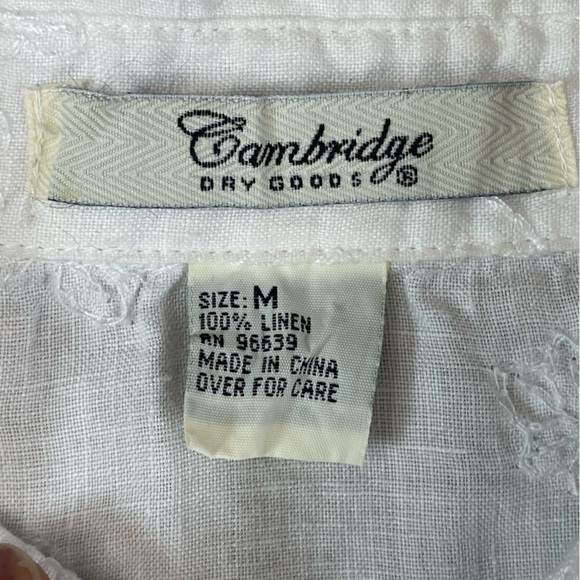 Cambridge
DRY GOODS ®
SIZE: M
100% LINEN
RN 96639
MADE IN CHINA
OVER FOR CARE